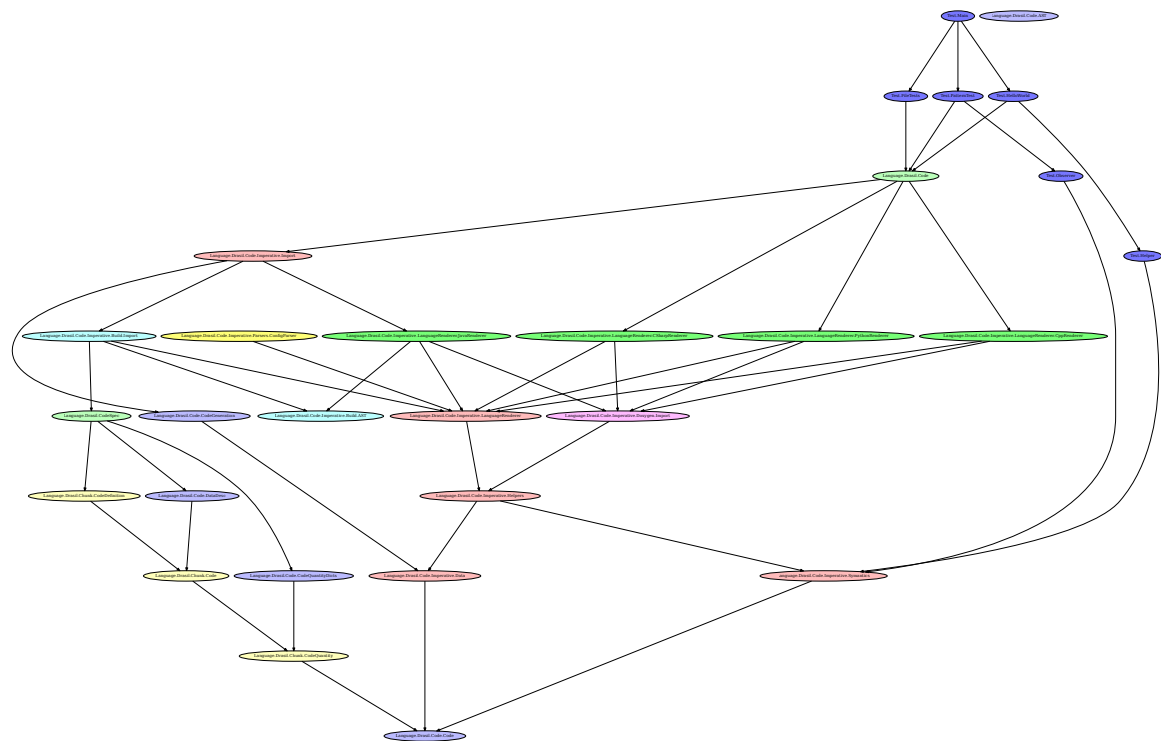 Test.Main
Language.Drasil.Code.AST
Test.FileTests
Test.PatternTest
Test.HelloWorld
Language.Drasil.Code
Test.Observer
Language.Drasil.Code.Imperative.Import
Test.Helper
Language.Drasil.Code.Imperative.Build.Import
Language.Drasil.Code.Imperative.Parsers.ConfigParser
Language.Drasil.Code.Imperative.LanguageRenderer.JavaRenderer
Language.Drasil.Code.Imperative.LanguageRenderer.CSharpRenderer
Language.Drasil.Code.Imperative.LanguageRenderer.PythonRenderer
Language.Drasil.Code.Imperative.LanguageRenderer.CppRenderer
Language.Drasil.CodeSpec
Language.Drasil.Code.CodeGeneration
Language.Drasil.Code.Imperative.Build.AST
Language.Drasil.Code.Imperative.LanguageRenderer
Language.Drasil.Code.Imperative.Doxygen.Import
Language.Drasil.Chunk.CodeDefinition
Language.Drasil.Code.DataDesc
Language.Drasil.Code.Imperative.Helpers
Language.Drasil.Chunk.Code
Language.Drasil.Code.CodeQuantityDicts
Language.Drasil.Code.Imperative.Data
Language.Drasil.Code.Imperative.Symantics
Language.Drasil.Chunk.CodeQuantity
Language.Drasil.Code.Code